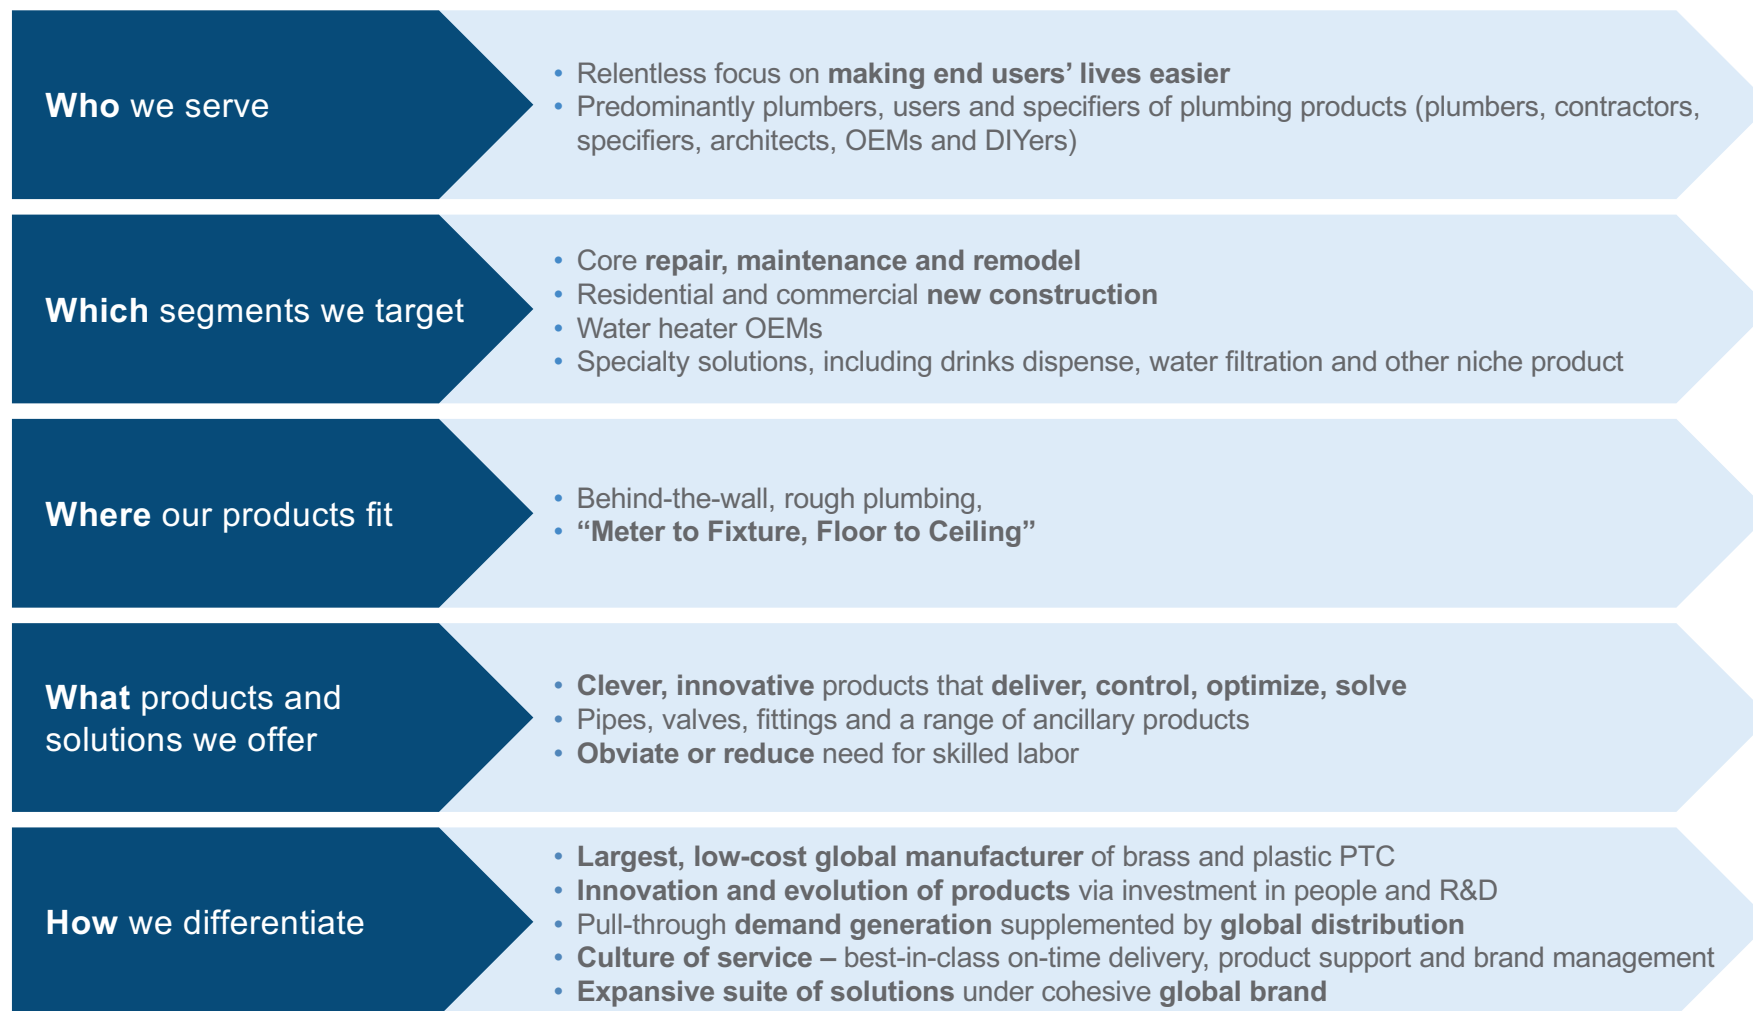 Who we serve
• Relentless focus on making end users’ lives easier
• Predominantly plumbers, users and specifiers of plumbing products (plumbers, contractors,
specifiers, architects, OEMs and DIYers)
Which segments we target
• Core repair, maintenance and remodel
• Residential and commercial new construction
• Water heater OEMs
• Specialty solutions, including drinks dispense, water filtration and other niche product
Where our products fit
• Behind-the-wall, rough plumbing,
• “Meter to Fixture, Floor to Ceiling”
What products and
solutions we offer
• Clever, innovative products that deliver, control, optimize, solve
• Pipes, valves, fittings and a range of ancillary products
• Obviate or reduce need for skilled labor
How we differentiate
• Largest, low-cost global manufacturer of brass and plastic PTC
• Innovation and evolution of products via investment in people and R&D
• Pull-through demand generation supplemented by global distribution
• Culture of service – best-in-class on-time delivery, product support and brand management
• Expansive suite of solutions under cohesive global brand